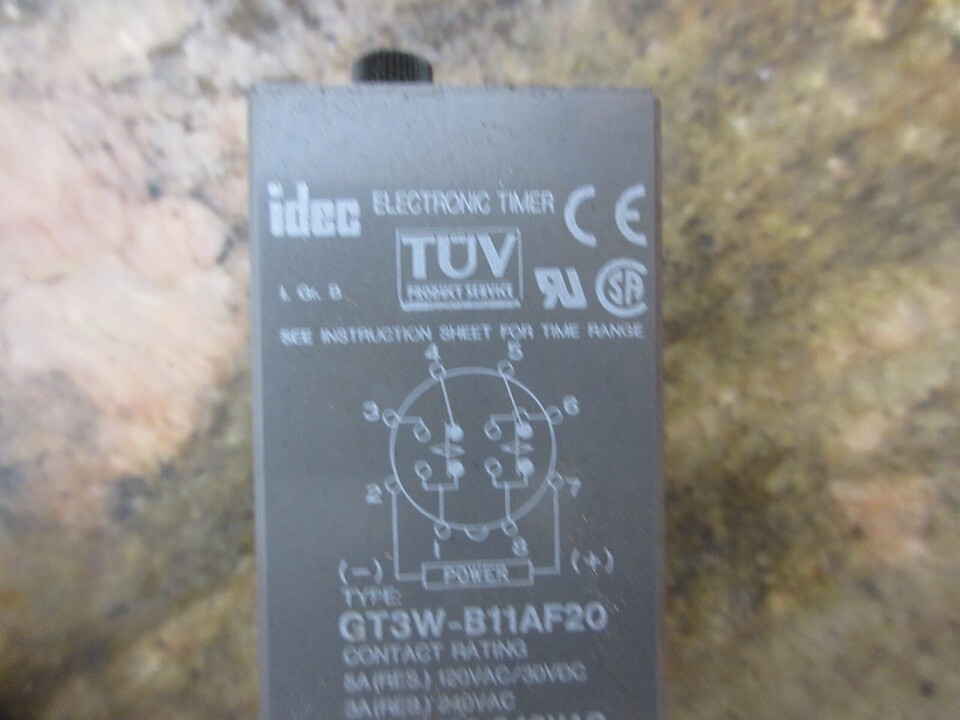 idec ELECTRONIC TIMER CE
TÜV
PRODUCT SERVICE
I. Gr. B
SEE INSTRUCTION SHEET FOR TIME RANGE
4 5
3 6
2 7
1 8
(-) POWER (+)
TYPE:
GT3W-B11AF20
CONTACT RATING
5A(RES.) 120VAC/30VDC
3A(RES.) 240VAC